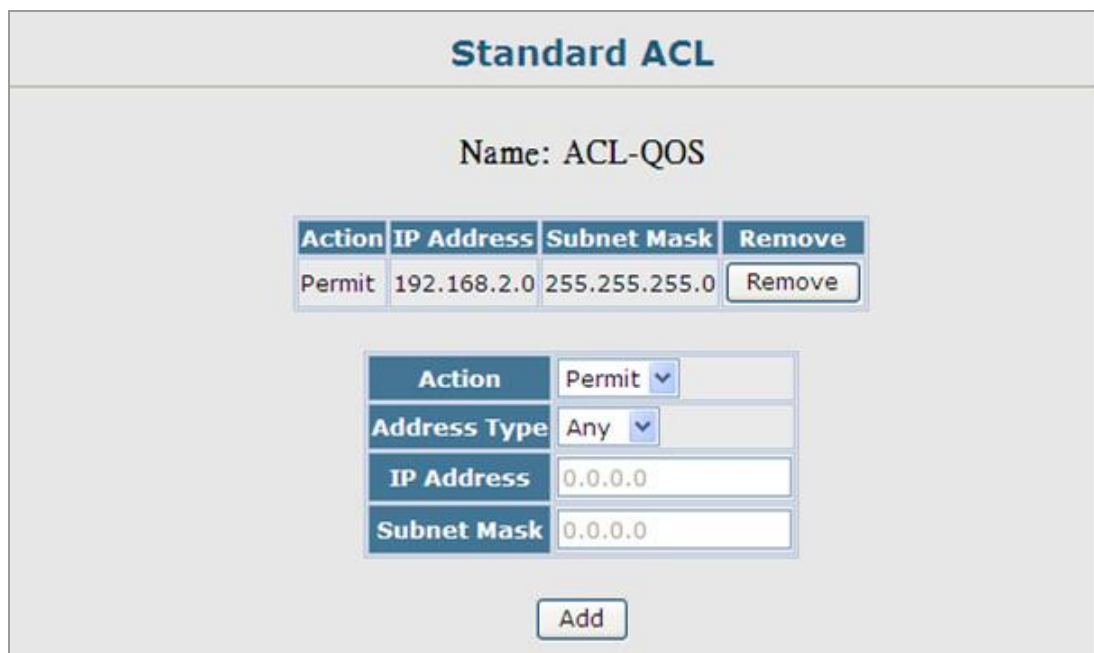 Standard ACL
Name: ACL-QOS
Action IP Address Subnet Mask Remove
Permit 192.168.2.0 255.255.255.0 Remove
Action Permit
Address Type Any
IP Address 0.0.0.0
Subnet Mask 0.0.0.0
Add